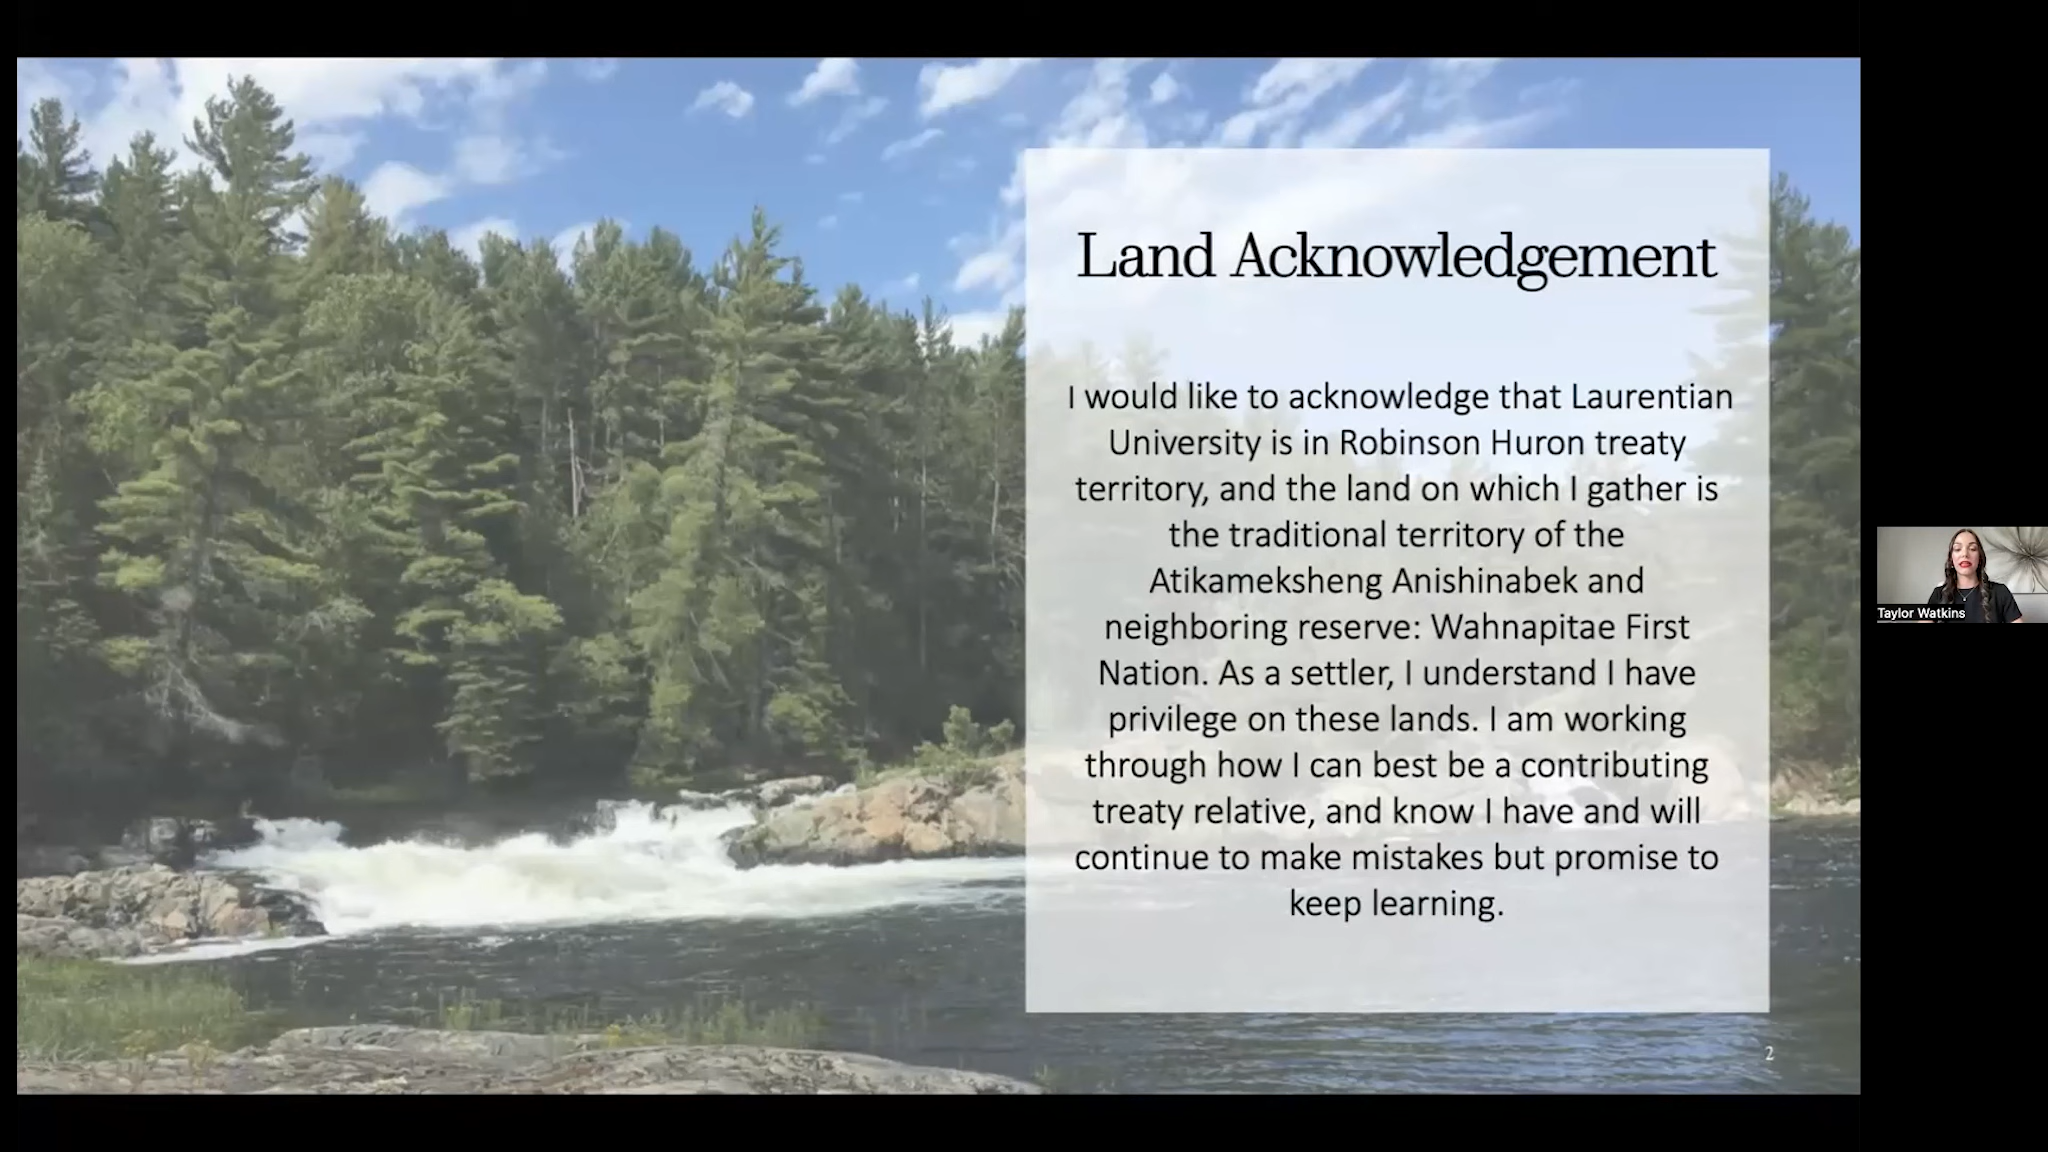 Land Acknowledgement
I would like to acknowledge that Laurentian
University is in Robinson Huron treaty
territory, and the land on which I gather is
the traditional territory of the
Atikameksheng Anishinabek and
neighboring reserve: Wahnapitae First
Nation. As a settler, I understand I have
privilege on these lands. I am working
through how I can best be a contributing
treaty relative, and know I have and will
continue to make mistakes but promise to
keep learning.
2
Taylor Watkins